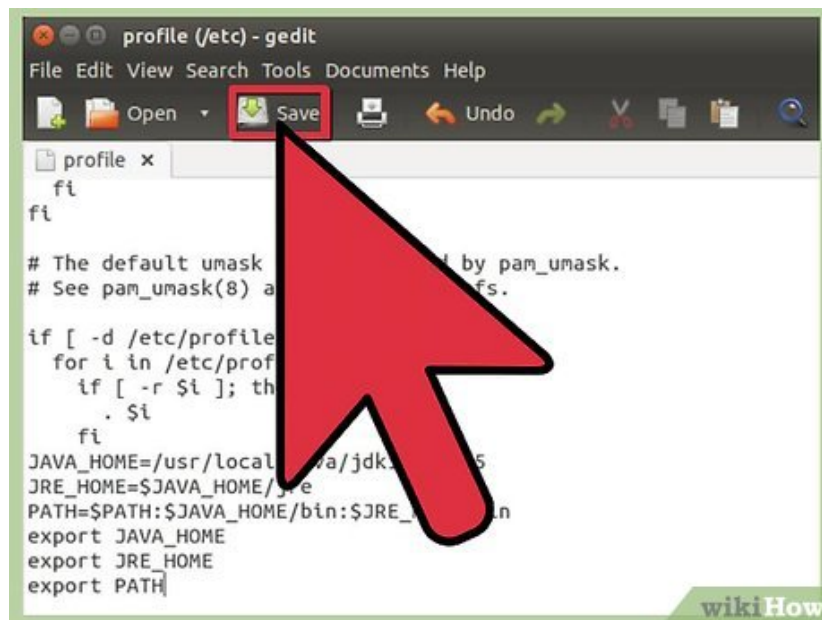 profile (/etc) - gedit
File Edit View Search Tools Documents Help
Open Save Undo
profile x
fi
fi
# The default umask by pam_umask.
# See pam_umask(8) a fs.
if [ -d /etc/profile
for i in /etc/prof
if [ -r $i ]; th
. $i
fi
JAVA_HOME=/usr/local va/jdk 5
JRE_HOME=$JAVA_HOME/jre
PATH=$PATH:$JAVA_HOME/bin:$JRE_ in
export JAVA_HOME
export JRE_HOME
export PATH
wikiHow